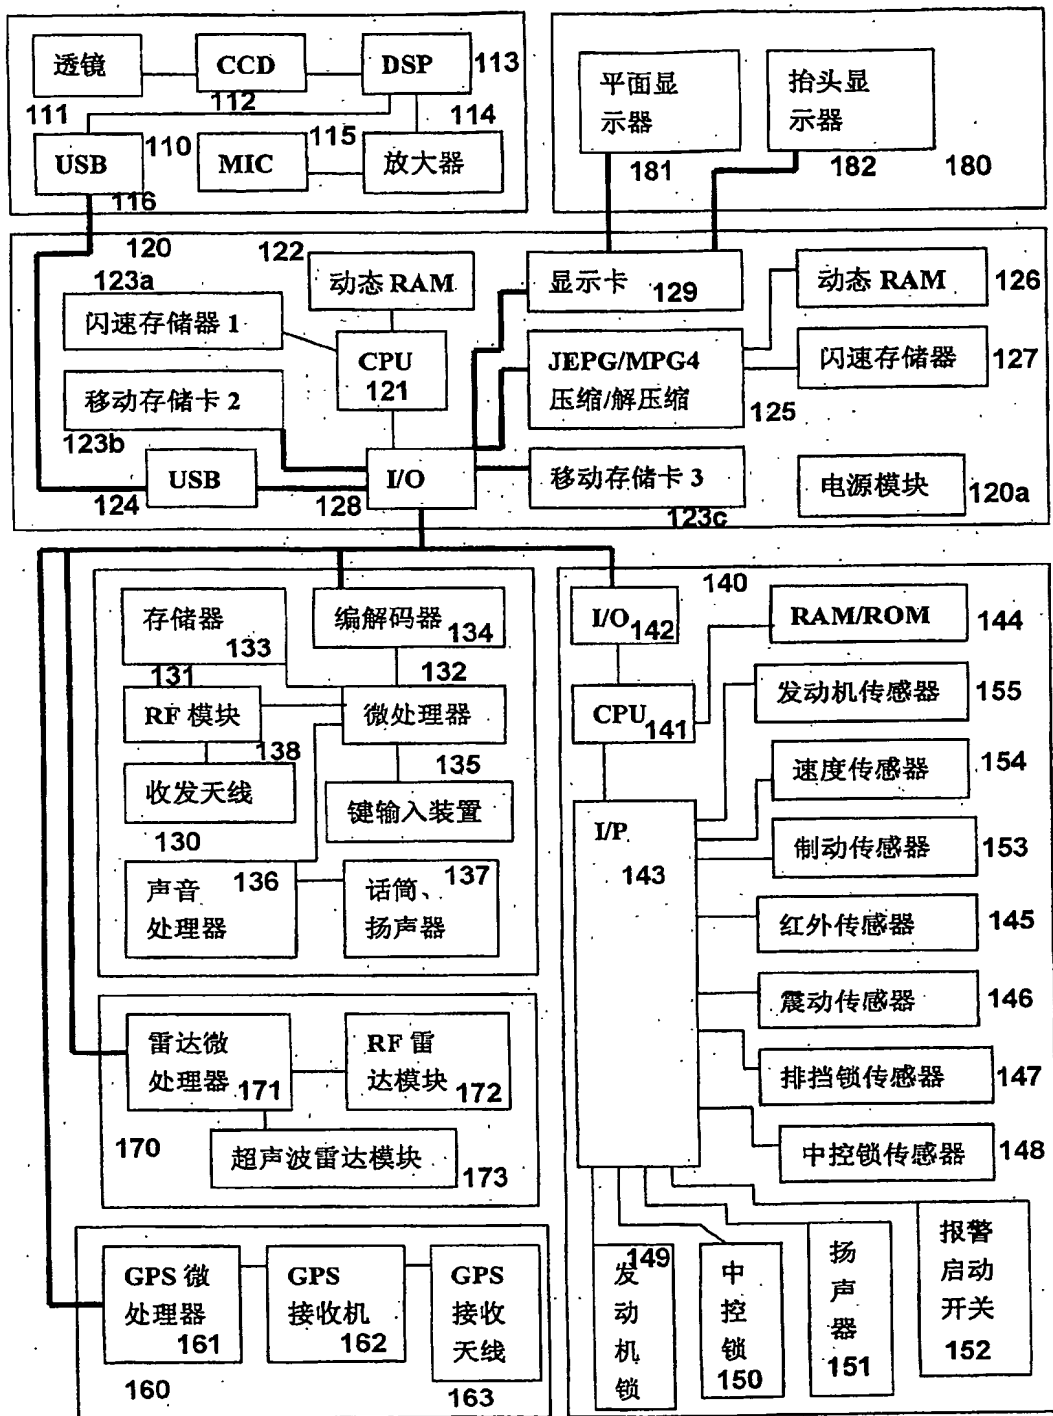 透镜
CCD
DSP
113
111
112
114
USB
110
MIC
115
放大器
116
平面显
示器
抬头显
示器
181
182
180
120
122
动态 RAM
123a
闪速存储器 1
CPU
121
移动存储卡 2
123b
USB
124
128
I/O
显示卡
129
JEPG/MPG4
压缩/解压缩
125
动态 RAM
126
闪速存储器
127
移动存储卡 3
123c
电源模块
120a
存储器
133
编解码器
134
131
132
RF 模块
微处理器
138
135
收发天线
键输入装置
130
声音
处理器
136
话筒、
扬声器
137
雷达微
处理器
171
RF 雷
达模块
172
170
超声波雷达模块
173
GPS 微
处理器
161
GPS
接收机
162
GPS
接收
天线
160
163
140
I/O
142
RAM/ROM
144
CPU
141
发动机传感器
155
速度传感器
154
I/P
143
制动传感器
153
红外传感器
145
震动传感器
146
排挡锁传感器
147
中控锁传感器
148
149
发
动
机
锁
中
控
锁
150
扬
声
器
151
报警
启动
开关
152